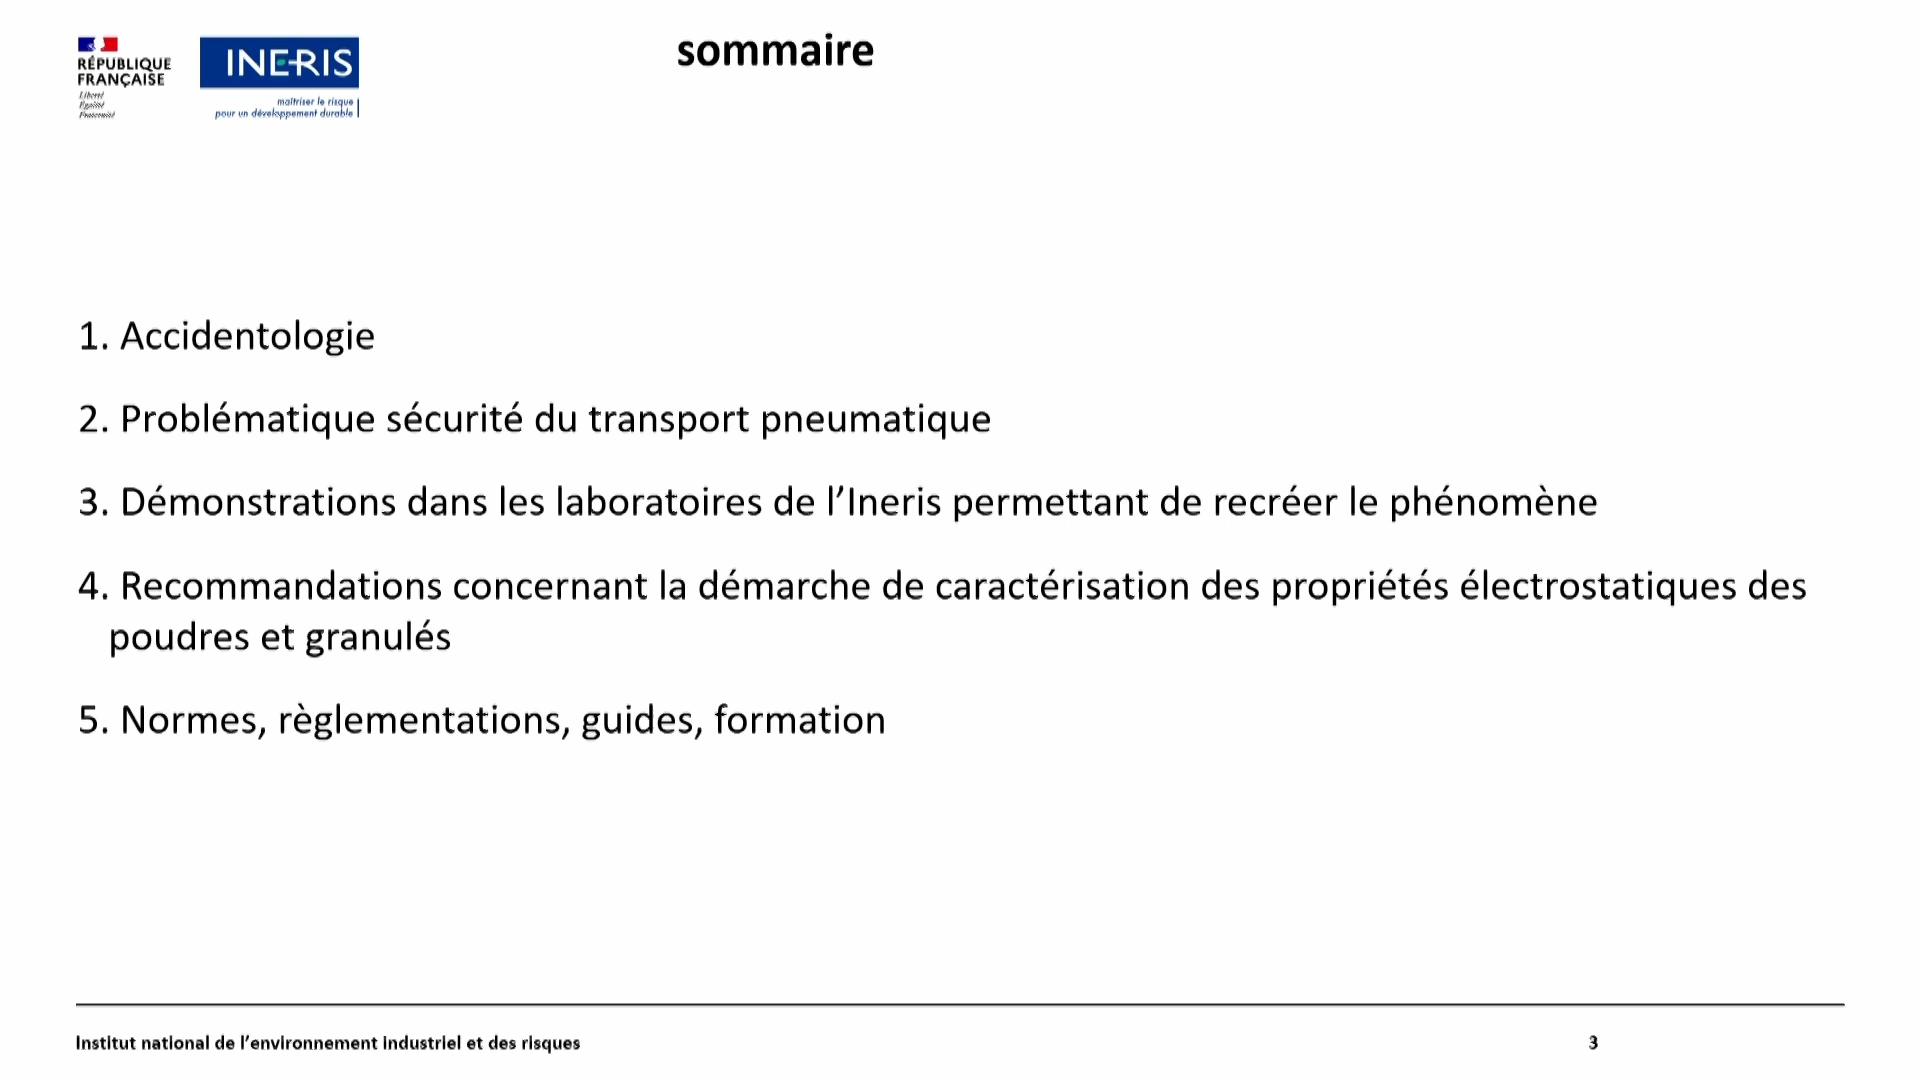 sommaire
RÉPUBLIQUE
FRANÇAISE
Liberté
Égalité
Fraternité
INERIS
maîtriser le risque
pour un développement durable
1. Accidentologie
2. Problématique sécurité du transport pneumatique
3. Démonstrations dans les laboratoires de l’Ineris permettant de recréer le phénomène
4. Recommandations concernant la démarche de caractérisation des propriétés électrostatiques des
poudres et granulés
5. Normes, règlementations, guides, formation
Institut national de l’environnement industriel et des risques
3